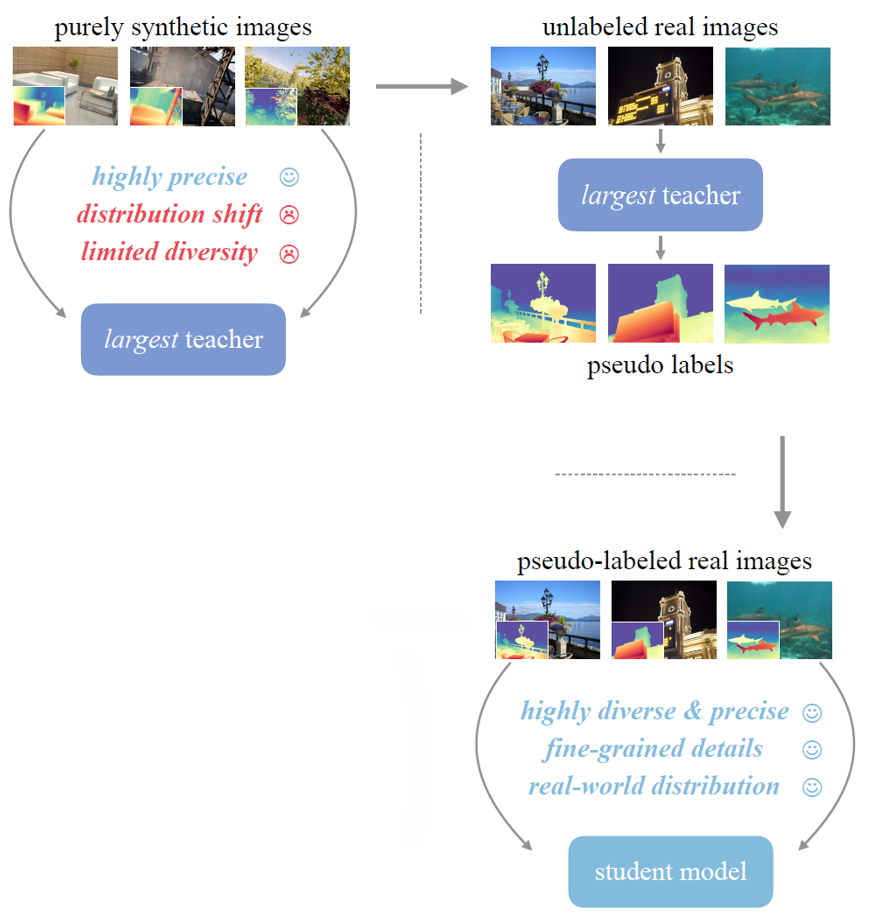 purely synthetic images
highly precise
distribution shift
limited diversity
largest teacher
unlabeled real images
largest teacher
pseudo labels
pseudo-labeled real images
highly diverse & precise
fine-grained details
real-world distribution
student model